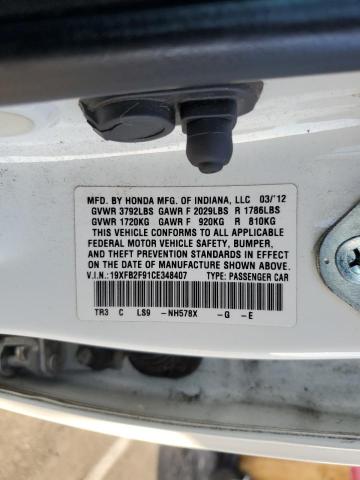 MFD. BY HONDA MFG. OF INDIANA, LLC 03/'12
GVWR 3792LBS GAWR F 2029LBS R 1786LBS
GVWR 1720KG GAWR F 920KG R 810KG
THIS VEHICLE CONFORMS TO ALL APPLICABLE
FEDERAL MOTOR VEHICLE SAFETY, BUMPER,
AND THEFT PREVENTION STANDARDS IN EFFECT
ON THE DATE OF MANUFACTURE SHOWN ABOVE.
V.I.N.:19XFB2F91CE348407 TYPE: PASSENGER CAR
TR3 C LS9 -NH578X -G -E